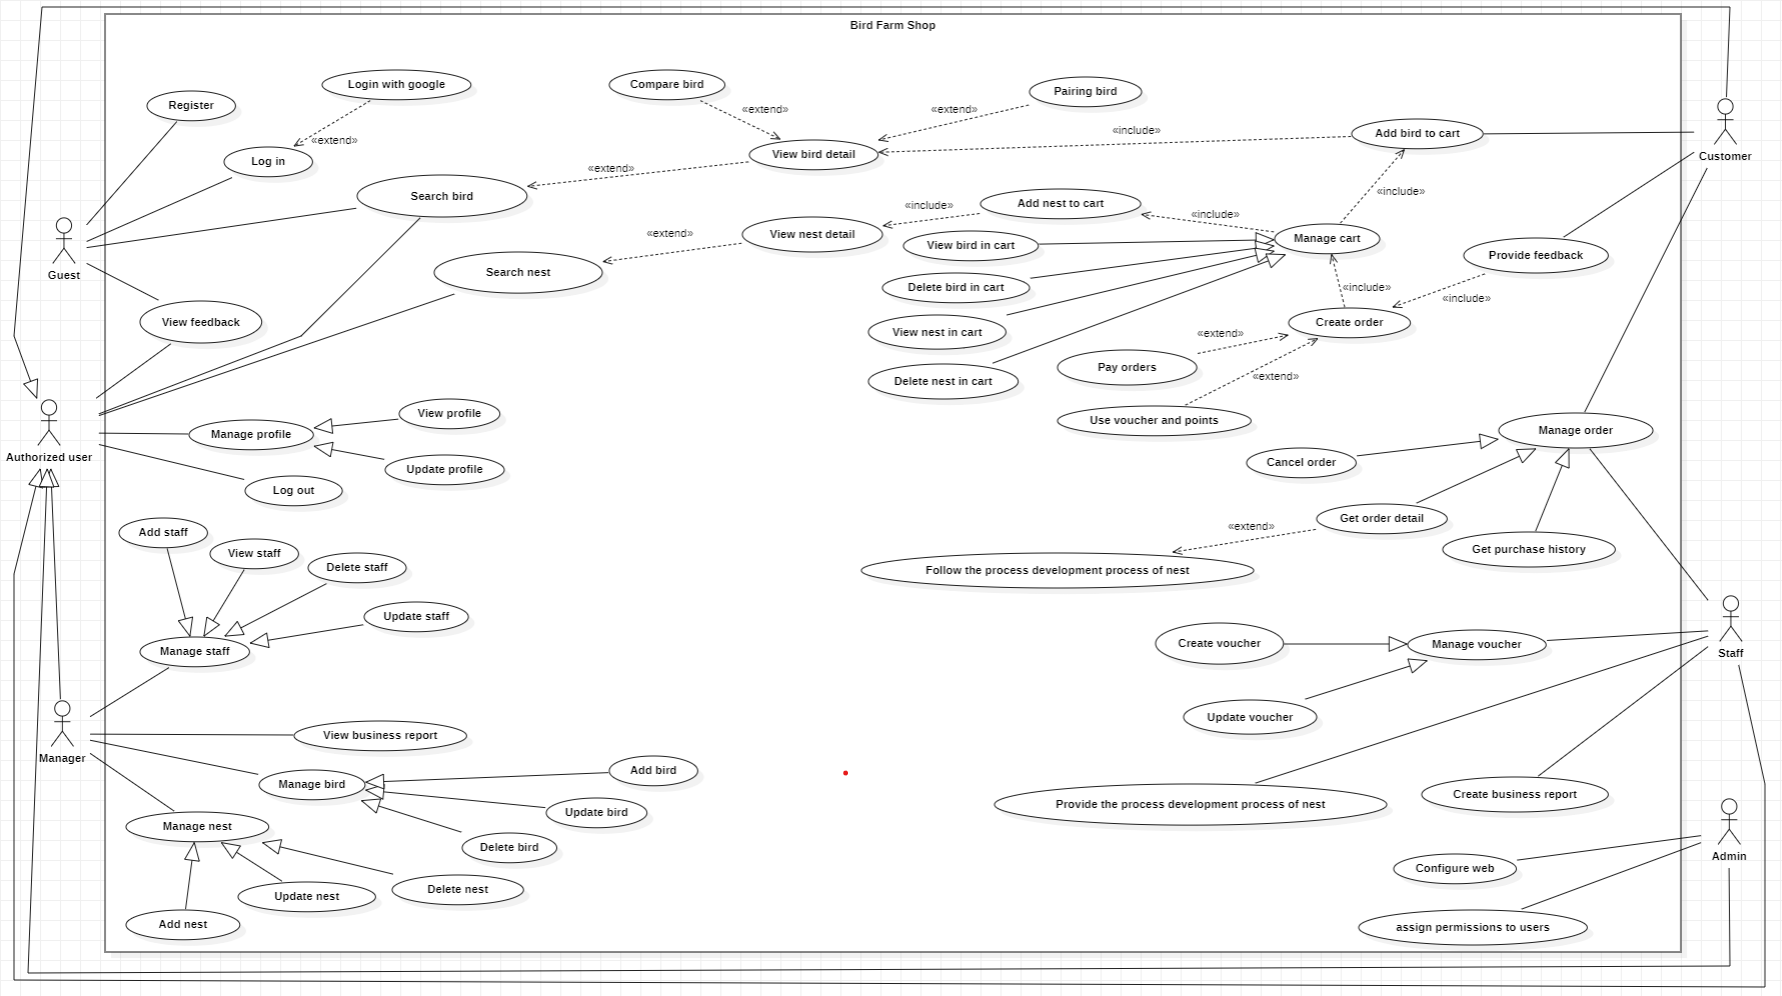 Bird Farm Shop
Login with google
Compare bird
Pairing bird
Register
«extend»
«extend»
«include»
Add bird to cart
«extend»
Log in
View bird detail
Customer
«extend»
Search bird
«include»
Add nest to cart
«include»
«include»
View nest detail
«extend»
View bird in cart
Manage cart
Provide feedback
Guest
Search nest
Delete bird in cart
«include»
«include»
View feedback
View nest in cart
Create order
«extend»
Pay orders
«extend»
Delete nest in cart
Use voucher and points
View profile
Manage profile
Manage order
Authorized user
Update profile
Cancel order
Log out
Get order detail
Add staff
«extend»
View staff
Get purchase history
Delete staff
Follow the process development process of nest
Update staff
Manage staff
Create voucher
Manage voucher
Staff
Update voucher
View business report
Manager
Add bird
Manage bird
Create business report
Provide the process development process of nest
Update bird
Manage nest
Delete bird
Admin
Configure web
Delete nest
Update nest
Add nest
assign permissions to users